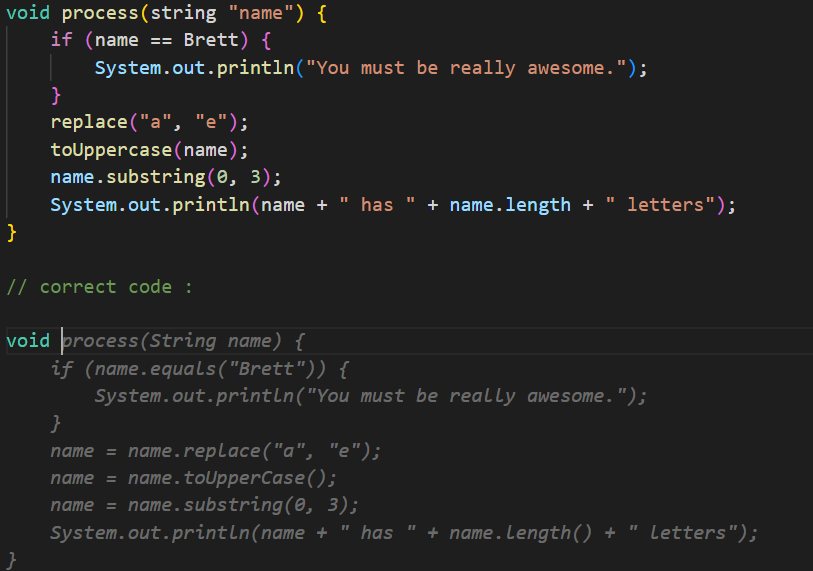 void process(string "name") {
    if (name == Brett) {
        System.out.println("You must be really awesome.");
    }
    replace("a", "e");
    toUppercase(name);
    name.substring(0, 3);
    System.out.println(name + " has " + name.length + " letters");
}

// correct code :

void process(String name) {
    if (name.equals("Brett")) {
        System.out.println("You must be really awesome.");
    }
    name = name.replace("a", "e");
    name = name.toUpperCase();
    name = name.substring(0, 3);
    System.out.println(name + " has " + name.length() + " letters");
}